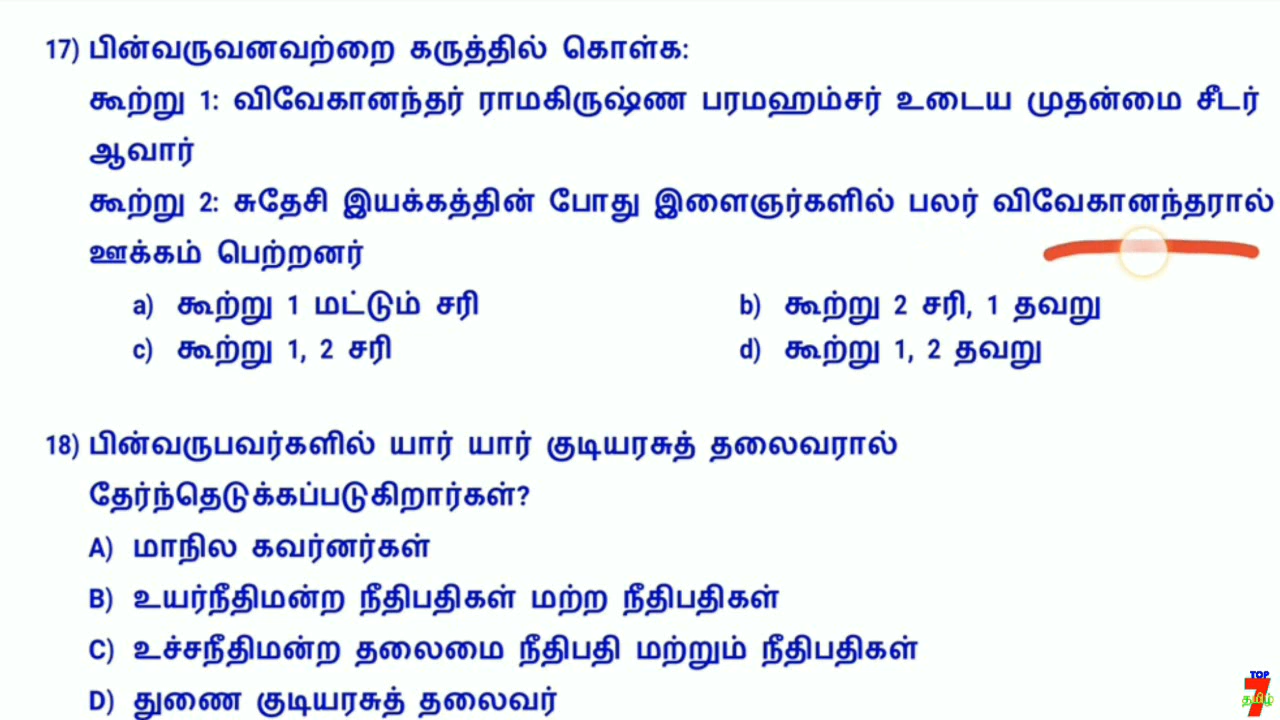 17) பின்வருவனவற்றை கருத்தில் கொள்க:
கூற்று 1: விவேகானந்தர் ராமகிருஷ்ண பரமஹம்சர் உடைய முதன்மை சீடர்
ஆவார்
கூற்று 2: சுதேசி இயக்கத்தின் போது இளைஞர்களில் பலர் விவேகானந்தரால்
ஊக்கம் பெற்றனர்
a) கூற்று 1 மட்டும் சரி b) கூற்று 2 சரி, 1 தவறு
c) கூற்று 1, 2 சரி d) கூற்று 1, 2 தவறு
18) பின்வருபவர்களில் யார் யார் குடியரசுத் தலைவரால்
தேர்ந்தெடுக்கப்படுகிறார்கள்?
A) மாநில கவர்னர்கள்
B) உயர்நீதிமன்ற நீதிபதிகள் மற்ற நீதிபதிகள்
C) உச்சநீதிமன்ற தலைமை நீதிபதி மற்றும் நீதிபதிகள்
D) துணை குடியரசுத் தலைவர்
TOP
7
தமிழ்